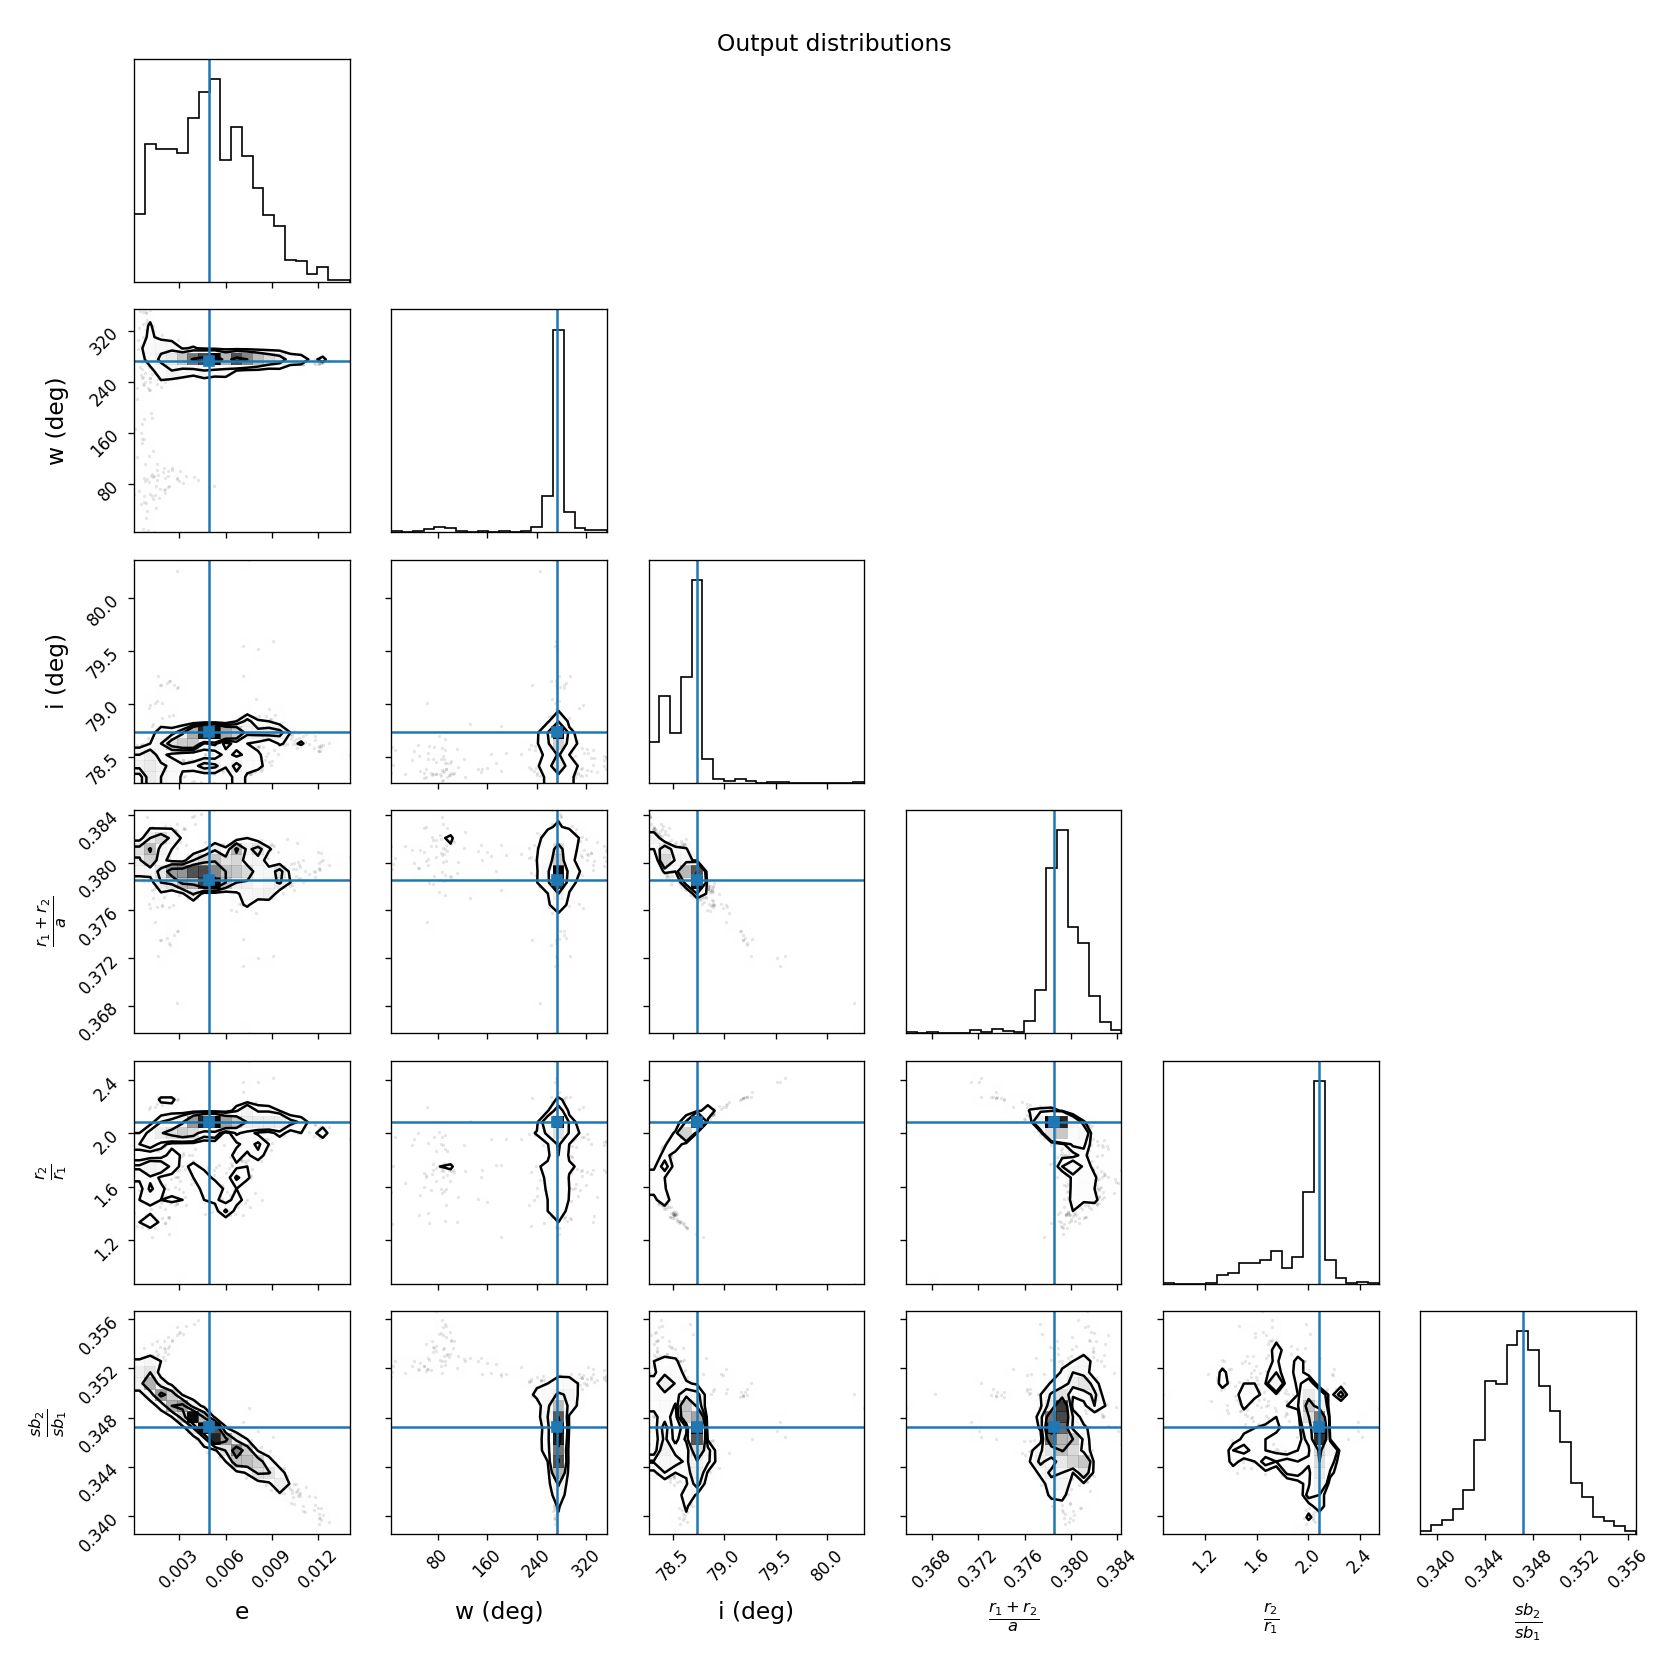 Output distributions
w (deg)
320
240
160
80
i (deg)
80.0
79.5
79.0
78.5
r1 + r2
a
0.384
0.380
0.376
0.372
0.368
r2
r1
2.4
2.0
1.6
1.2
sb2
sb1
0.356
0.352
0.348
0.344
0.340
0.003 0.006 0.009 0.012
80 160 240 320
78.5 79.0 79.5 80.0
0.368 0.372 0.376 0.380 0.384
1.2 1.6 2.0 2.4
0.340 0.344 0.348 0.352 0.356
e
w (deg)
i (deg)
r1 + r2
a
r2
r1
sb2
sb1